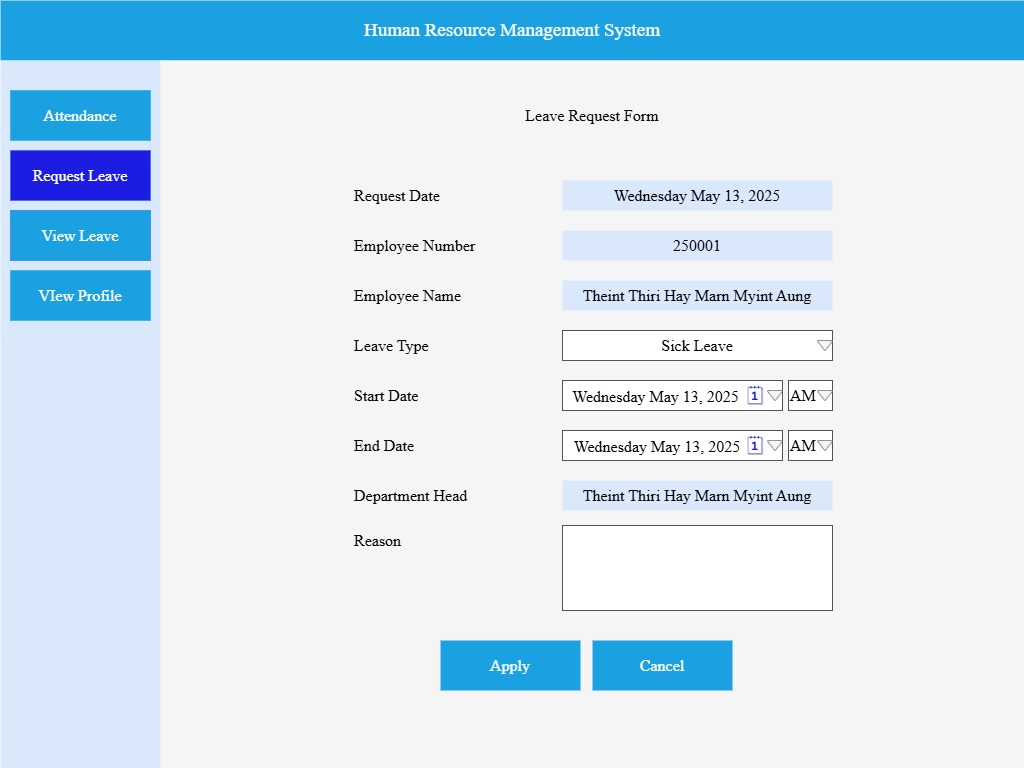 Human Resource Management System
Attendance
Request Leave
View Leave
VIew Profile
Leave Request Form
Request Date Wednesday May 13, 2025
Employee Number 250001
Employee Name Theint Thiri Hay Marn Myint Aung
Leave Type Sick Leave
Start Date Wednesday May 13, 2025 1 AM
End Date Wednesday May 13, 2025 1 AM
Department Head Theint Thiri Hay Marn Myint Aung
Reason
Apply Cancel